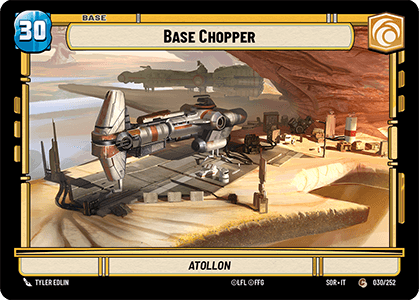 BASE
30
BASE CHOPPER
ATOLLON
TYLER EDLIN
©LFL ©FFG
SOR • IT
C
030/252